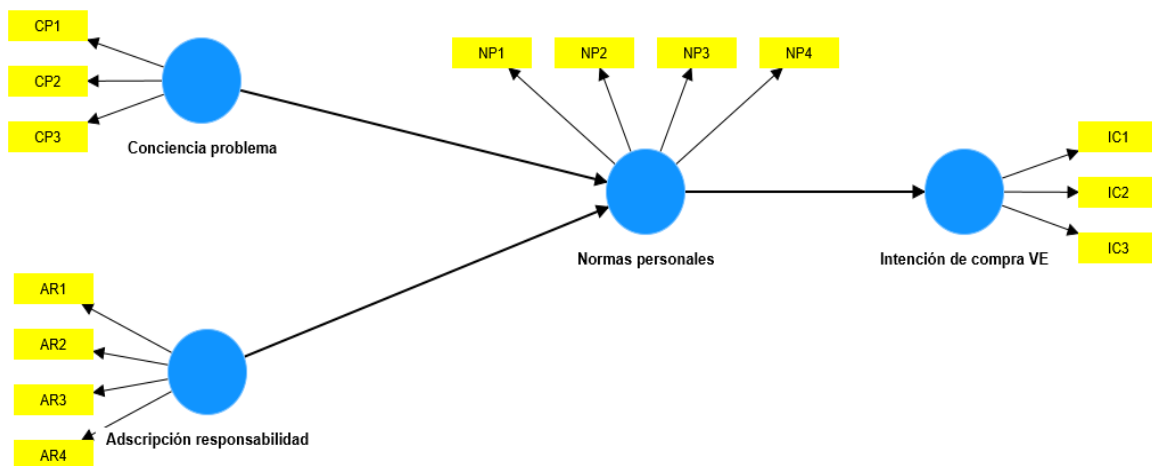 CP1
CP2
CP3
Conciencia problema
NP1
NP2
NP3
NP4
Normas personales
IC1
IC2
IC3
Intención de compra VE
AR1
AR2
AR3
AR4
Adscripción responsabilidad